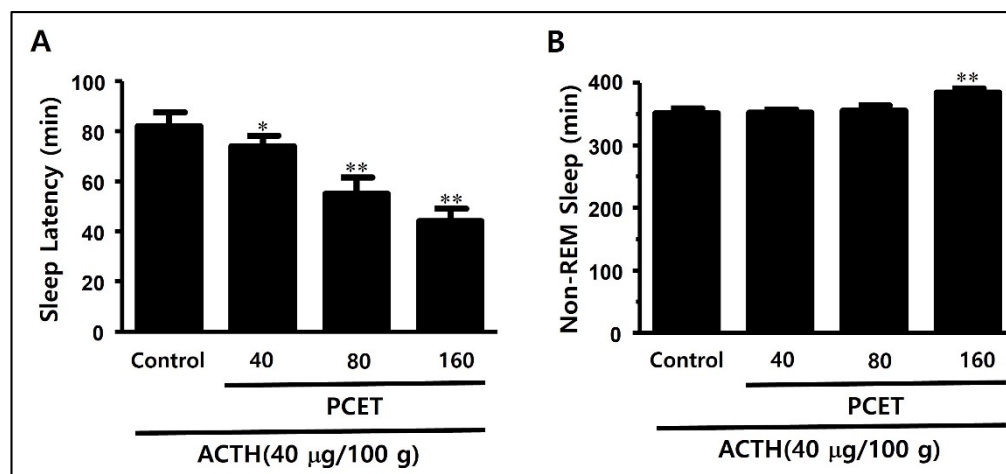 A
Sleep Latency (min)
100
80
60
40
20
0
*
**
**
Control 40 80 160
PCET
ACTH(40 μg/100 g)
B
Non-REM Sleep (min)
400
300
200
100
0
**
Control 40 80 160
PCET
ACTH(40 μg/100 g)